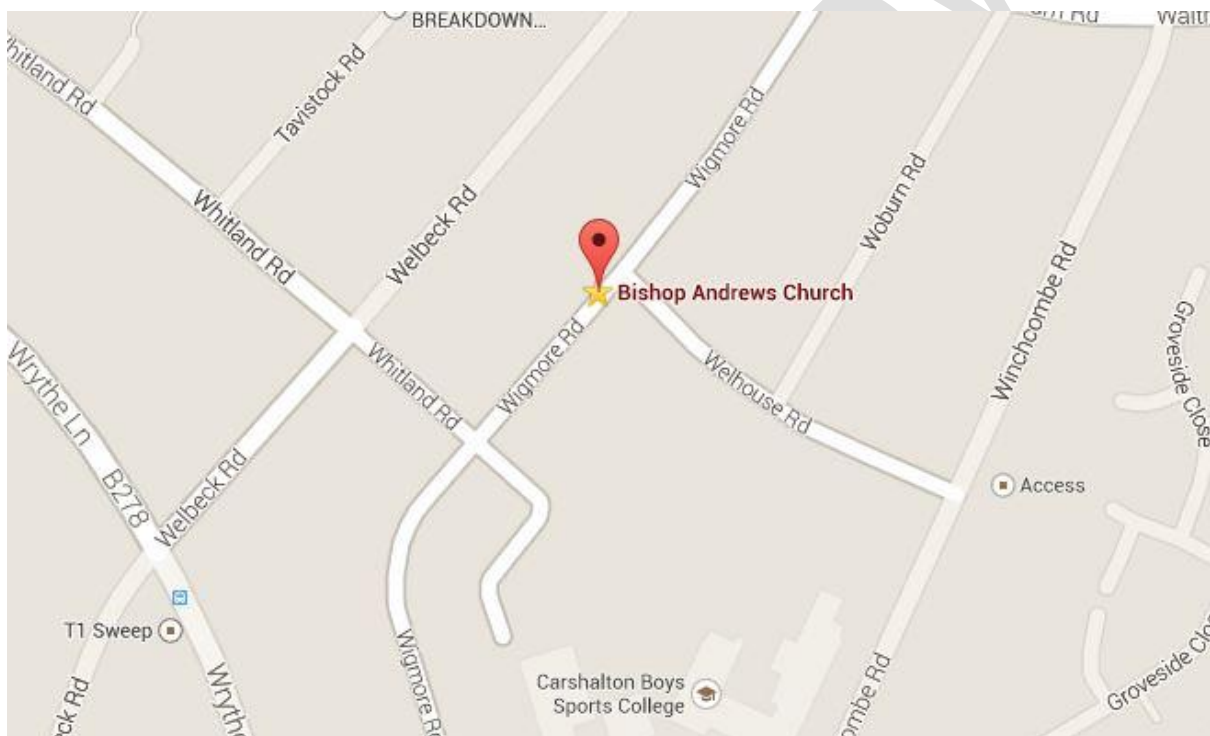 BREAKDOWN...
Whitland Rd
Tavistock Rd
Wigmore Rd
Whitland Rd
Welbeck Rd
Woburn Rd
Bishop Andrews Church
Winchcombe Rd
Groveside Close
Wrythe Ln
Whitland Rd
Wigmore Rd
Welhouse Rd
B278
Welbeck Rd
Access
T1 Sweep
Wigmore Rd
Carshalton Boys
Sports College